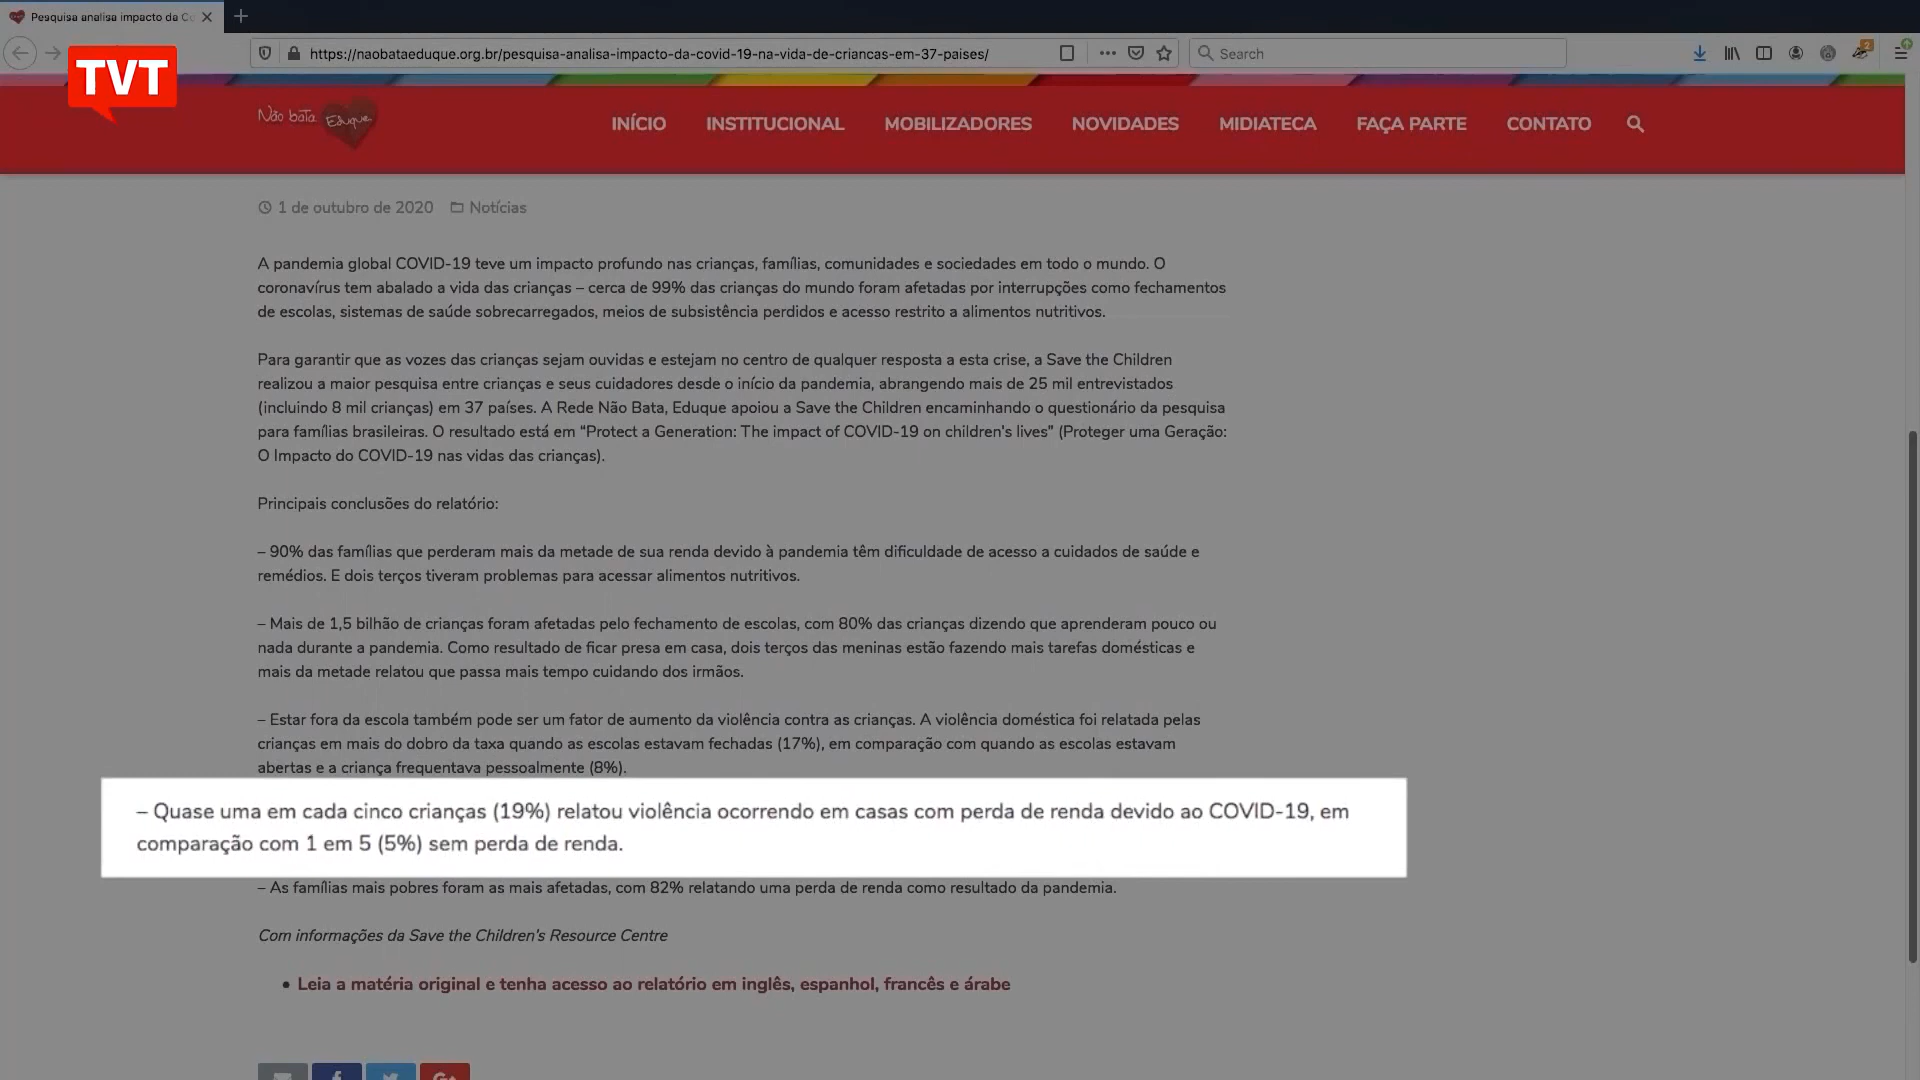 Pesquisa analisa impacto da Co
https://naobataeduque.org.br/pesquisa-analisa-impacto-da-covid-19-na-vida-de-criancas-em-37-paises/
Search
2
TVT
Não bata Eduque
INÍCIO INSTITUCIONAL MOBILIZADORES NOVIDADES MIDIATECA FAÇA PARTE CONTATO
1 de outubro de 2020 Notícias
A pandemia global COVID-19 teve um impacto profundo nas crianças, famílias, comunidades e sociedades em todo o mundo. O
coronavírus tem abalado a vida das crianças – cerca de 99% das crianças do mundo foram afetadas por interrupções como fechamentos
de escolas, sistemas de saúde sobrecarregados, meios de subsistência perdidos e acesso restrito a alimentos nutritivos.
Para garantir que as vozes das crianças sejam ouvidas e estejam no centro de qualquer resposta a esta crise, a Save the Children
realizou a maior pesquisa entre crianças e seus cuidadores desde o início da pandemia, abrangendo mais de 25 mil entrevistados
(incluindo 8 mil crianças) em 37 países. A Rede Não Bata, Eduque apoiou a Save the Children encaminhando o questionário da pesquisa
para famílias brasileiras. O resultado está em “Protect a Generation: The impact of COVID-19 on children's lives” (Proteger uma Geração:
O Impacto do COVID-19 nas vidas das crianças).
Principais conclusões do relatório:
– 90% das famílias que perderam mais da metade de sua renda devido à pandemia têm dificuldade de acesso a cuidados de saúde e
remédios. E dois terços tiveram problemas para acessar alimentos nutritivos.
– Mais de 1,5 bilhão de crianças foram afetadas pelo fechamento de escolas, com 80% das crianças dizendo que aprenderam pouco ou
nada durante a pandemia. Como resultado de ficar presa em casa, dois terços das meninas estão fazendo mais tarefas domésticas e
mais da metade relatou que passa mais tempo cuidando dos irmãos.
– Estar fora da escola também pode ser um fator de aumento da violência contra as crianças. A violência doméstica foi relatada pelas
crianças em mais do dobro da taxa quando as escolas estavam fechadas (17%), em comparação com quando as escolas estavam
abertas e a criança frequentava pessoalmente (8%).
– Quase uma em cada cinco crianças (19%) relatou violência ocorrendo em casas com perda de renda devido ao COVID-19, em
comparação com 1 em 5 (5%) sem perda de renda.
– As famílias mais pobres foram as mais afetadas, com 82% relatando uma perda de renda como resultado da pandemia.
Com informações da Save the Children's Resource Centre
• Leia a matéria original e tenha acesso ao relatório em inglês, espanhol, francês e árabe